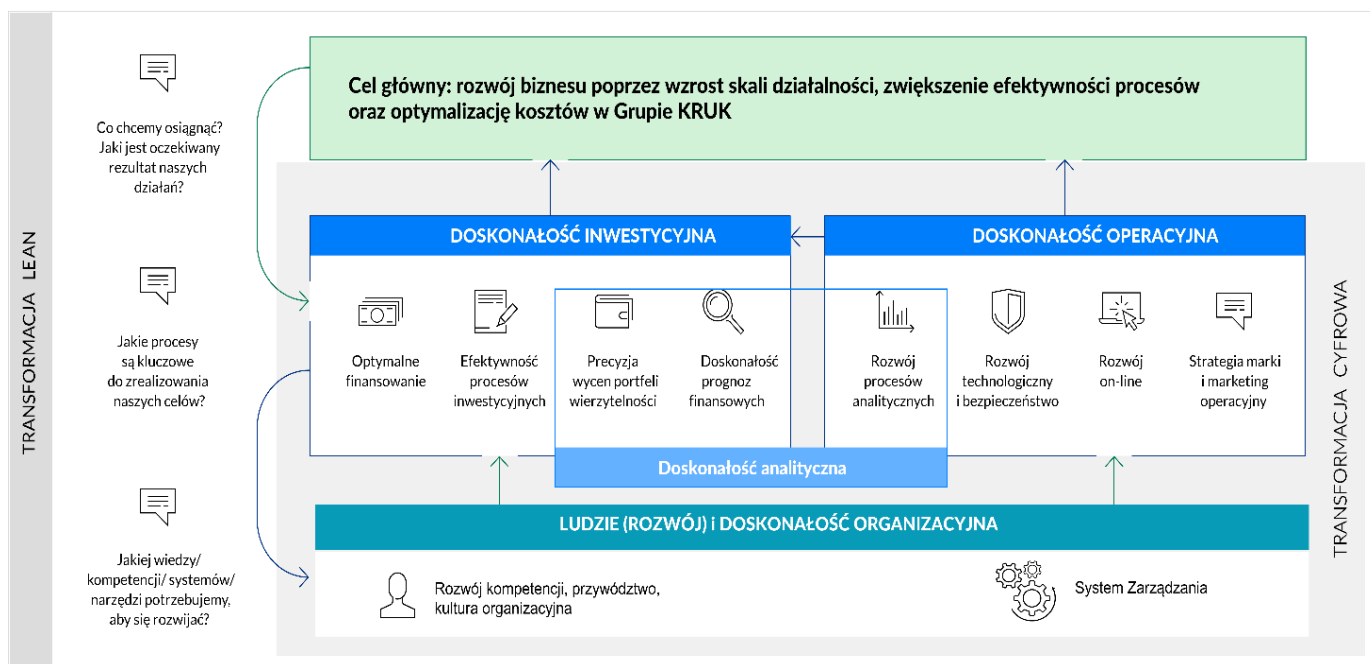 TRANSFORMACJA LEAN
Co chcemy osiągnąć?
Jaki jest oczekiwany
rezultat naszych
działań?
Jakie procesy
są kluczowe
do zrealizowania
naszych celów?
Jakiej wiedzy/
kompetencji/ systemów/
narzędzi potrzebujemy,
aby się rozwijać?
Cel główny: rozwój biznesu poprzez wzrost skali działalności, zwiększenie efektywności procesów
oraz optymalizację kosztów w Grupie KRUK
DOSKONAŁOŚĆ INWESTYCYJNA
Optymalne
finansowanie
Efektywność
procesów
inwestycyjnych
Precyzja
wycen portfeli
wierzytelności
Doskonałość
prognoz
finansowych
DOSKONAŁOŚĆ OPERACYJNA
Rozwój
procesów
analitycznych
Rozwój
technologiczny
i bezpieczeństwo
Rozwój
on-line
Strategia marki
i marketing
operacyjny
Doskonałość analityczna
LUDZIE (ROZWÓJ) i DOSKONAŁOŚĆ ORGANIZACYJNA
Rozwój kompetencji, przywództwo,
kultura organizacyjna
System Zarządzania
TRANSFORMACJA CYFROWA